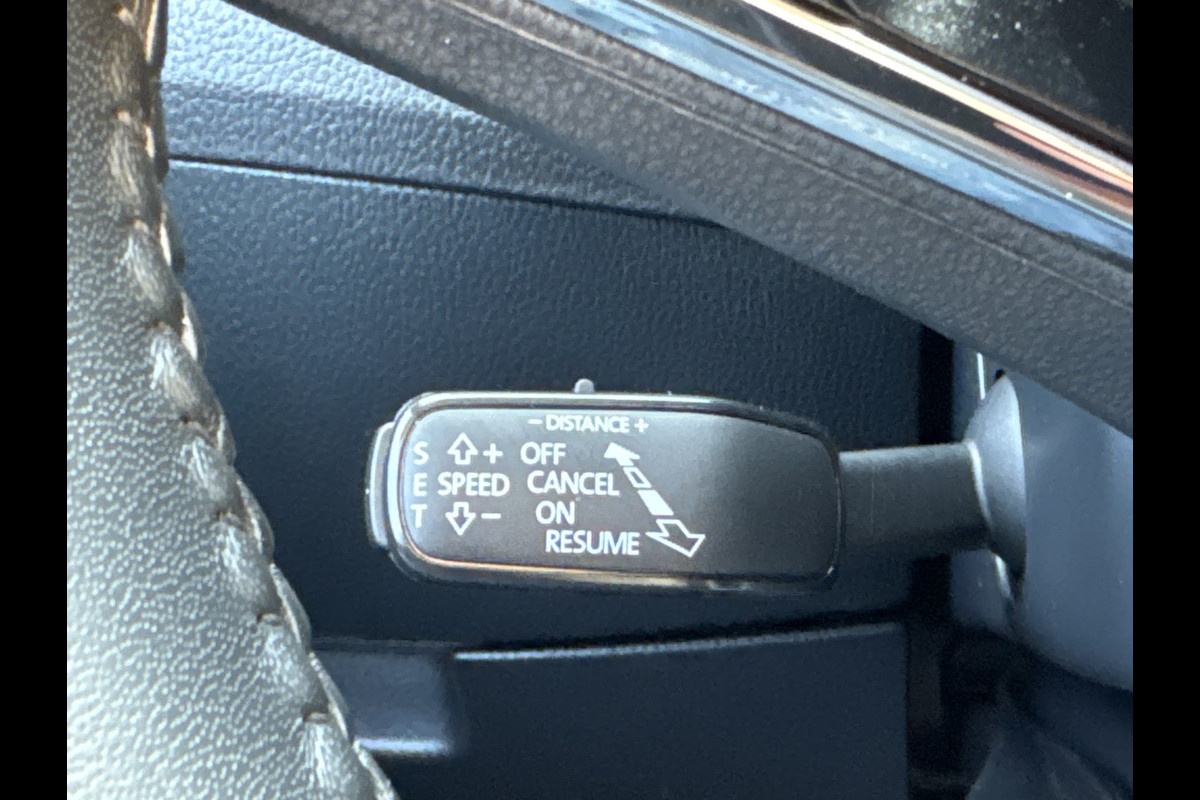 - DISTANCE +
S + OFF
E SPEED CANCEL
T - ON
RESUME